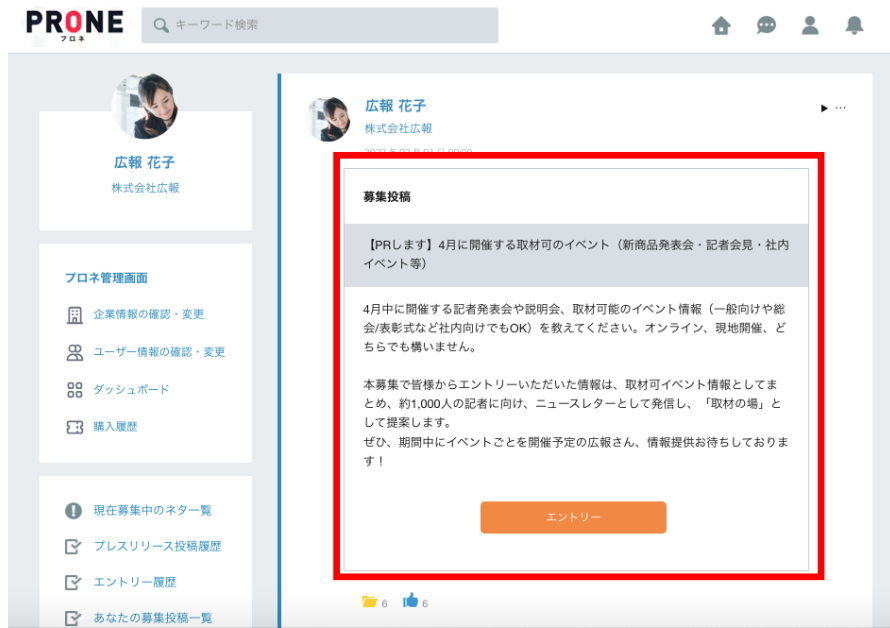 PRONE
プロネ
キーワード検索
広報 花子
株式会社広報
プロネ管理画面
企業情報の確認・変更
ユーザー情報の確認・変更
ダッシュボード
購入履歴
現在募集中のネタ一覧
プレスリリース投稿履歴
エントリー履歴
あなたの募集投稿一覧
広報 花子
株式会社広報
募集投稿
【PRします】4月に開催する取材可のイベント（新商品発表会・記者会見・社内
イベント等）
4月中に開催する記者発表会や説明会、取材可能のイベント情報（一般向けや総
会/表彰式など社内向けでもOK）を教えてください。オンライン、現地開催、ど
ちらでも構いません。
本募集で皆様からエントリーいただいた情報は、取材可イベント情報としてま
とめ、約1,000人の記者に向け、ニュースレターとして発信し、「取材の場」と
して提案します。
ぜひ、期間中にイベントごとを開催予定の広報さん、情報提供お待ちしておりま
す！
エントリー
6
6